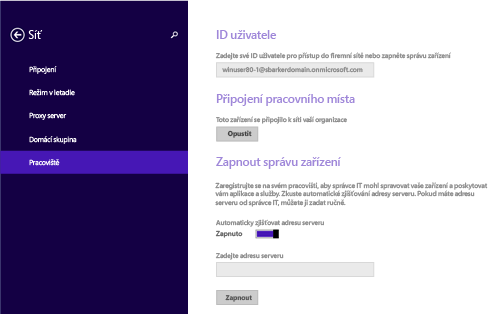 Síť
Připojení
Režim v letadle
Proxy server
Domácí skupina
Pracoviště
ID uživatele
Zadejte své ID uživatele pro přístup do firemní sítě nebo zapněte správu zařízení
winuser80-1@sbarkerdomain.onmicrosoft.com
Připojení pracovního místa
Toto zařízení se připojilo k síti vaší organizace
Opustit
Zapnout správu zařízení
Zaregistrujte se na svém pracovišti, aby správce IT mohl spravovat vaše zařízení a poskytovat
vám aplikace a služby. Zkuste automatické zjišťování adresy serveru. Pokud máte adresu
serveru od správce IT, můžete ji zadat ručně.
Automaticky zjišťovat adresu serveru
Zapnuto
Zadejte adresu serveru
Zapnout